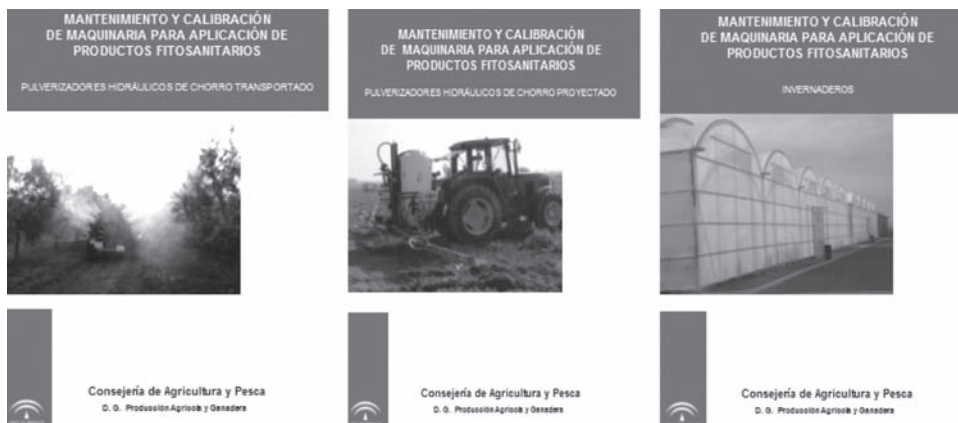 MANTENIMIENTO Y CALIBRACIÓN
DE MAQUINARIA PARA APLICACIÓN DE
PRODUCTOS FITOSANITARIOS
PULVERIZADORES HIDRÁULICOS DE CHORRO TRANSPORTADO
Consejería de Agricultura y Pesca
D. G. Producción Agrícola y Ganadera
MANTENIMIENTO Y CALIBRACIÓN
DE MAQUINARIA PARA APLICACIÓN DE
PRODUCTOS FITOSANITARIOS
PULVERIZADORES HIDRÁULICOS DE CHORRO PROYECTADO
Consejería de Agricultura y Pesca
D. G. Producción Agrícola y Ganadera
MANTENIMIENTO Y CALIBRACIÓN
DE MAQUINARIA PARA APLICACIÓN DE
PRODUCTOS FITOSANITARIOS
INVERNADEROS
Consejería de Agricultura y Pesca
D. G. Producción Agrícola y Ganadera